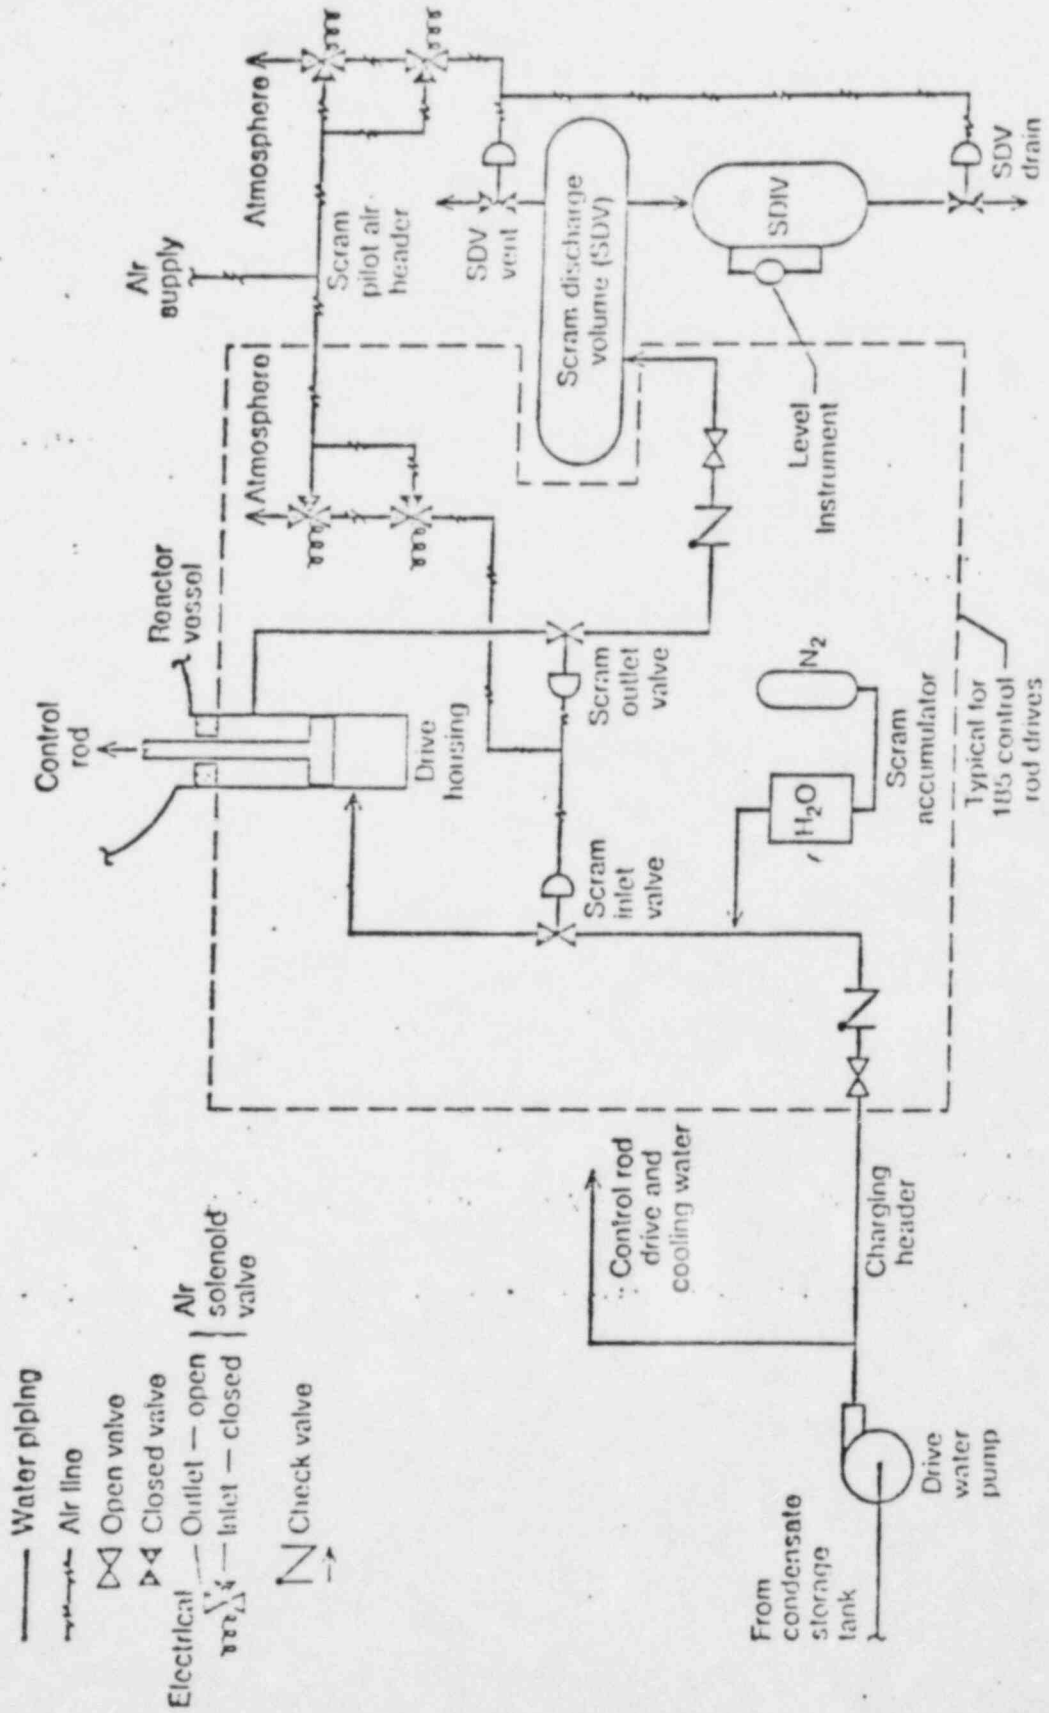 Water piping
Air line
Open valve
Closed valve
Electrical
Outlet — open
Inlet — closed
Air
solenoid
valve
Check valve
From
condensate
storage
tank
Drive
water
pump
Control rod
drive and
cooling water
Charging
header
Control
rod
Reactor
vessel
Drive
housing
Scram
inlet
valve
Scram
outlet
valve
H₂O
N₂
Scram
accumulator
Typical for
185 control
rod drives
Air
supply
Atmosphere
Atmosphere
Scram
pilot air
header
SDV
vent
Scram discharge
volume (SDV)
SDIV
Level
Instrument
SDV
drain